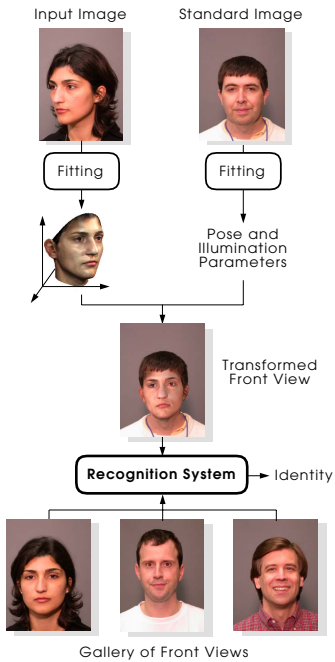 Input Image
Standard Image
Fitting
Fitting
Pose and
Illumination
Parameters
Transformed
Front View
Recognition System
Identity
Gallery of Front Views